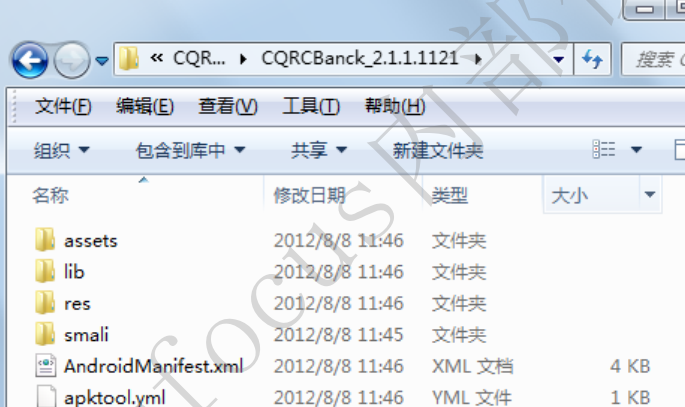 « CQR... ▸ CQRCBanck_2.1.1.1121 ▸ 搜索 C
文件(F) 编辑(E) 查看(V) 工具(T) 帮助(H)
组织 包含到库中 共享 新建文件夹
名称 修改日期 类型 大小
assets 2012/8/8 11:46 文件夹
lib 2012/8/8 11:46 文件夹
res 2012/8/8 11:46 文件夹
smali 2012/8/8 11:45 文件夹
AndroidManifest.xml 2012/8/8 11:46 XML 文档 4 KB
apktool.yml 2012/8/8 11:46 YML 文件 1 KB
focus内部